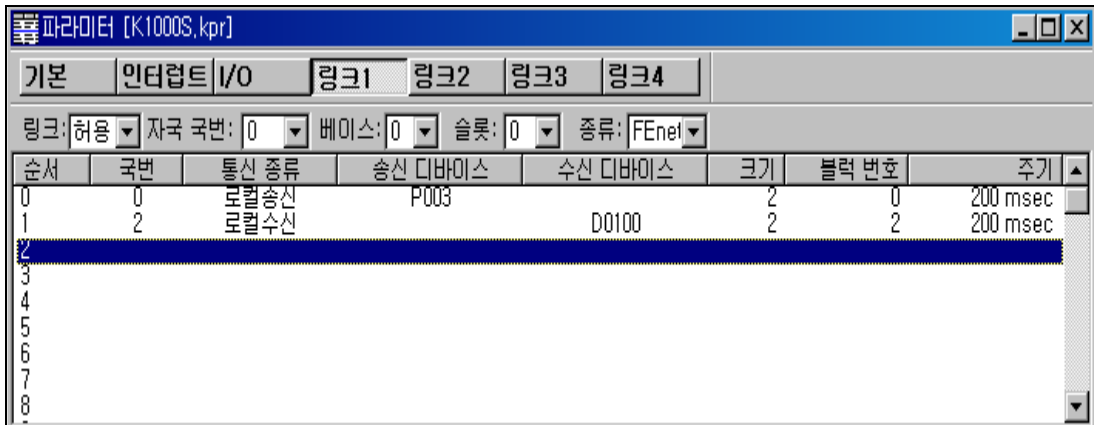 파라미터 [K1000S.kpr]
기본 인터럽트 I/O 링크1 링크2 링크3 링크4
링크: 허용 자국 국번: 0 베이스: 0 슬롯: 0 종류: FEnet
순서 국번 통신 종류 송신 디바이스 수신 디바이스 크기 블럭 번호 주기
0 0 로컬송신 P003 2 0 200 msec
1 2 로컬수신 D0100 2 2 200 msec
2
3
4
5
6
7
8